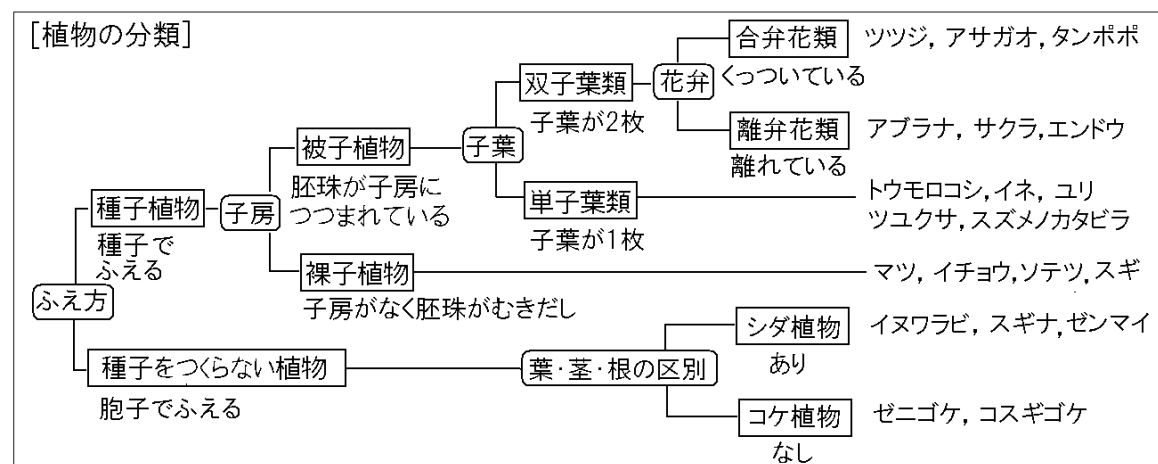 [植物の分類]
合弁花類 ツツジ, アサガオ, タンポポ
双子葉類 花弁 くっついている
子葉が2枚
離弁花類 アブラナ, サクラ, エンドウ
被子植物 子葉 離れている
胚珠が子房に
つつまれている
種子植物 子房 単子葉類 トウモロコシ, イネ, ユリ
ツユクサ, スズメノカタビラ
種子で
ふえる
子葉が1枚
裸子植物 マツ, イチョウ, ソテツ, スギ
ふえ方 子房がなく胚珠がむきだし
シダ植物 イヌワラビ, スギナ, ゼンマイ
種子をつくらない植物 葉・茎・根の区別 あり
胞子でふえる
コケ植物 ゼニゴケ, コスギゴケ
なし